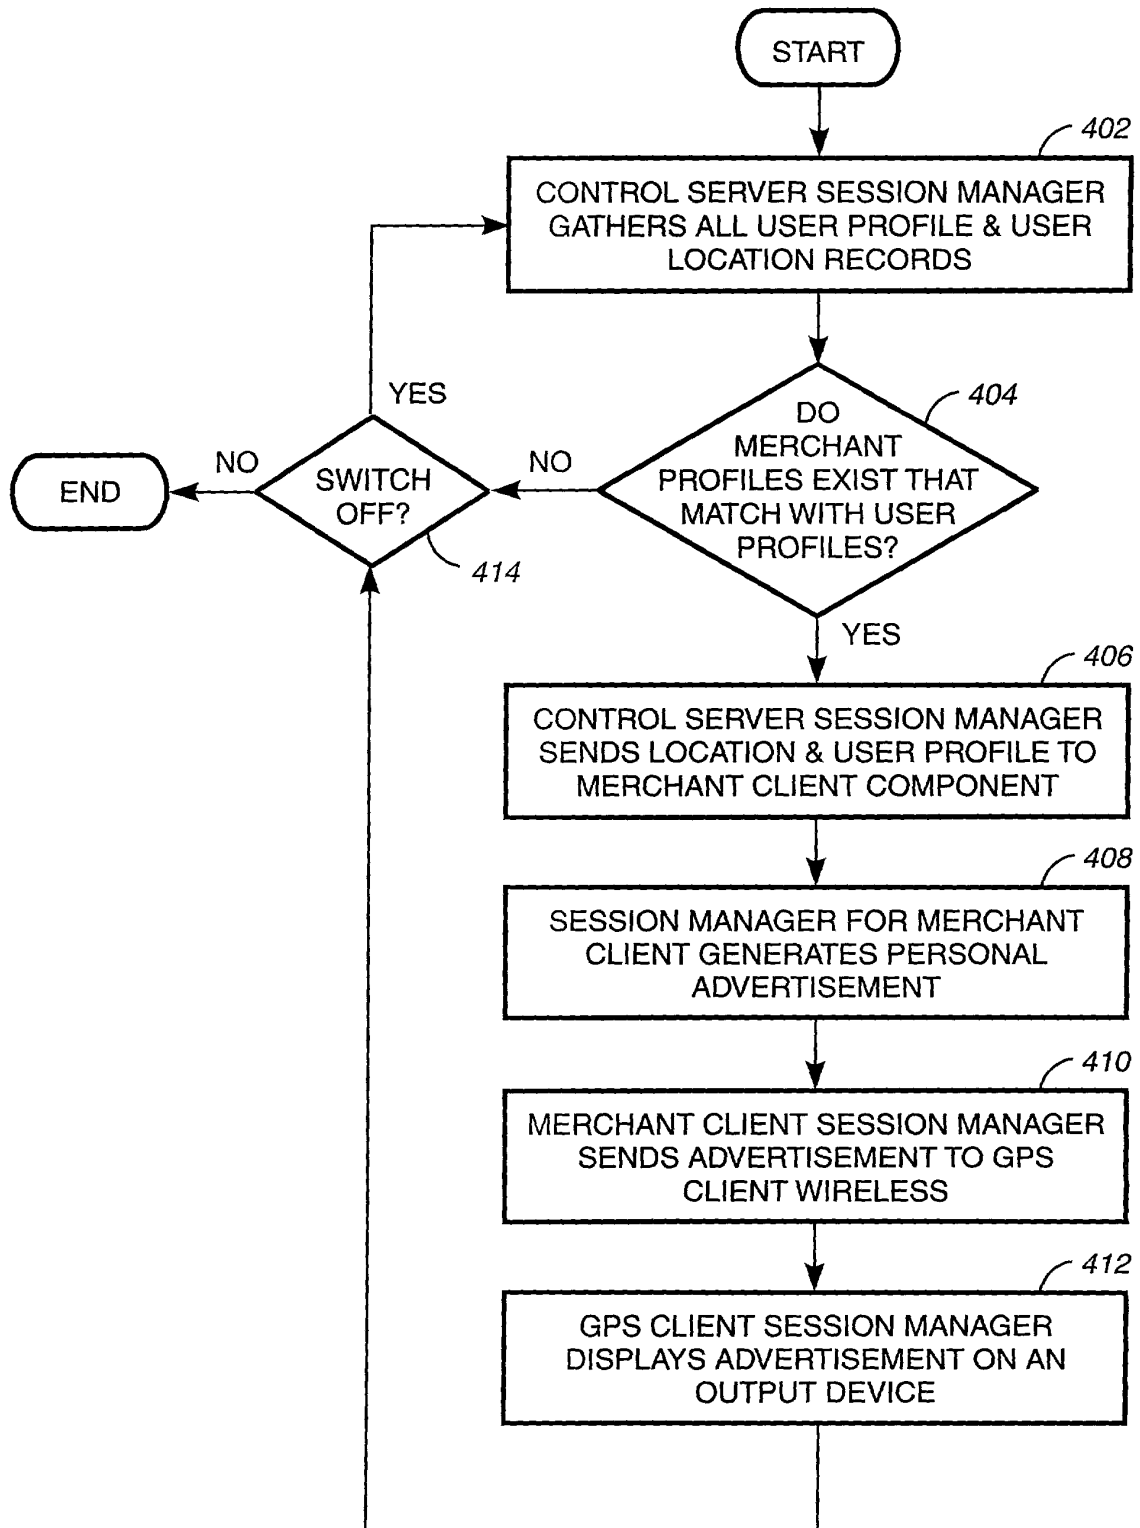 START
402
CONTROL SERVER SESSION MANAGER
GATHERS ALL USER PROFILE & USER
LOCATION RECORDS
YES
404
DO
MERCHANT
PROFILES EXIST THAT
MATCH WITH USER
PROFILES?
NO
SWITCH
OFF?
NO
END
414
YES
406
CONTROL SERVER SESSION MANAGER
SENDS LOCATION & USER PROFILE TO
MERCHANT CLIENT COMPONENT
408
SESSION MANAGER FOR MERCHANT
CLIENT GENERATES PERSONAL
ADVERTISEMENT
410
MERCHANT CLIENT SESSION MANAGER
SENDS ADVERTISEMENT TO GPS
CLIENT WIRELESS
412
GPS CLIENT SESSION MANAGER
DISPLAYS ADVERTISEMENT ON AN
OUTPUT DEVICE